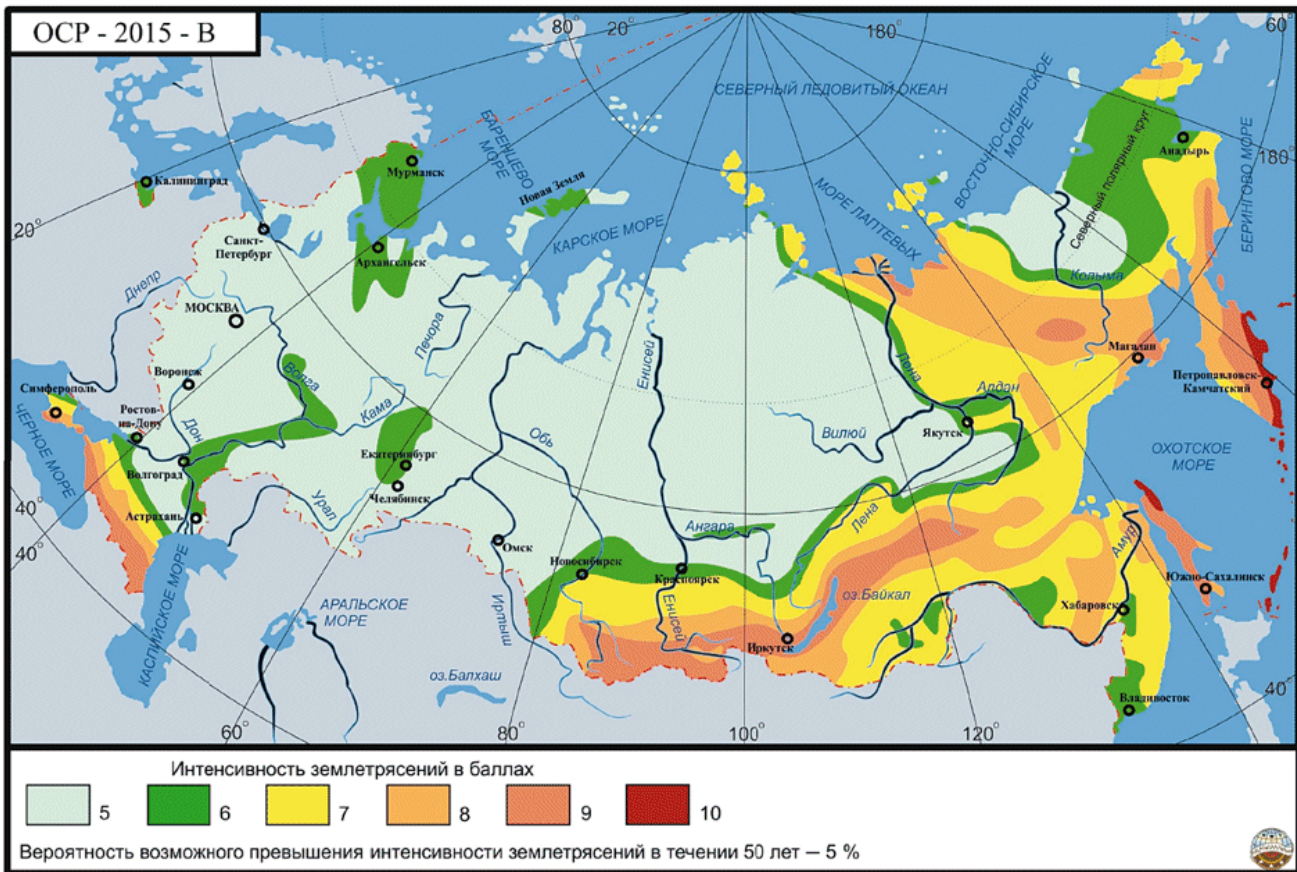 ОСР - 2015 - В
80°
20°
180°
60°
СЕВЕРНЫЙ ЛЕДОВИТЫЙ ОКЕАН
БАРЕНЦЕВО
МОРЕ
ВОСТОЧНО-СИБИРСКОЕ
МОРЕ
Северный полярный круг
Анадырь
180°
БЕРИНГОВО МОРЕ
Калининград
Мурманск
Новая Земля
МОРЕ ЛАПТЕВЫХ
КАРСКОЕ МОРЕ
20°
Санкт-
Петербург
Архангельск
Колыма
Днепр
МОСКВА
Печора
Енисей
Лена
Магадан
Петропавловск-
Камчатский
Воронеж
Волга
Симферополь
Ростов-
на-Дону
Дон
Кама
Алдан
ЧЕРНОЕ МОРЕ
Обь
Вилюй
Якутск
Екатеринбург
Волгоград
Челябинск
ОХОТСКОЕ
МОРЕ
Урал
Астрахань
40°
40°
Омск
Ангара
Лена
Амур
Новосибирск
Красноярск
Южно-Сахалинск
КАСПИЙСКОЕ МОРЕ
АРАЛЬСКОЕ
МОРЕ
Иртыш
Енисей
оз.Байкал
Хабаровск
Иркутск
оз.Балхаш
Владивосток
40°
60°
80°
100°
120°
Интенсивность землетрясений в баллах
5 6 7 8 9 10
Вероятность возможного превышения интенсивности землетрясений в течении 50 лет — 5 %